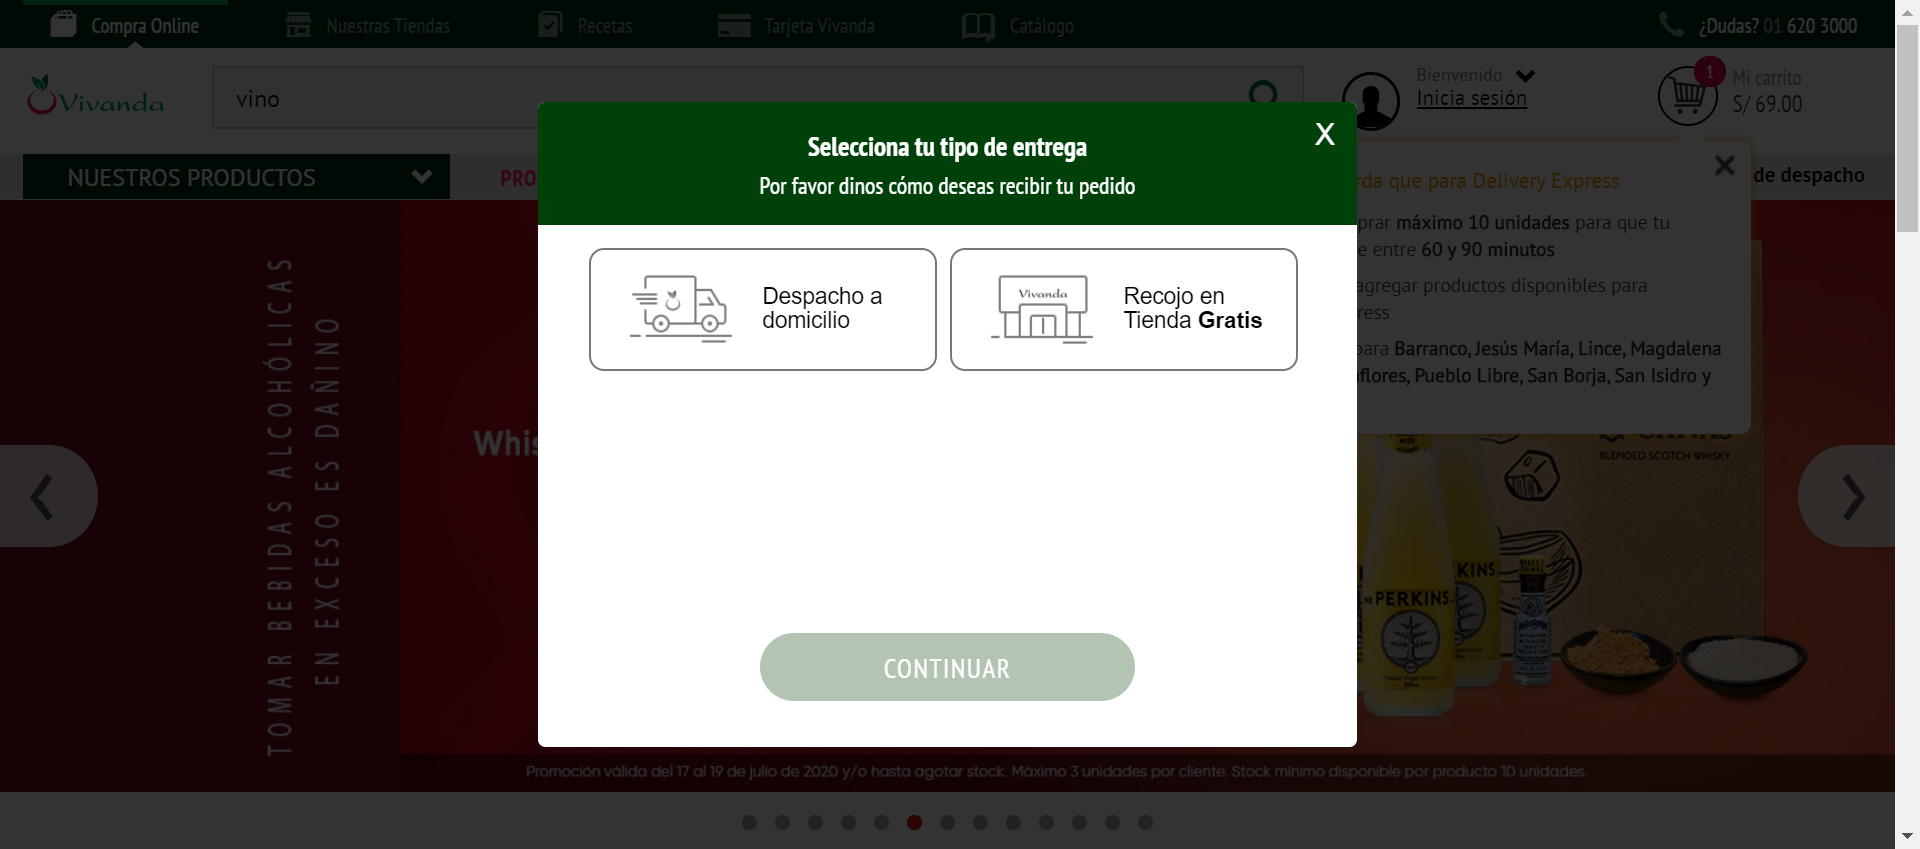 Compra Online
Nuestras Tiendas
Recetas
Tarjeta Vivanda
Catálogo
¿Dudas? 01 620 3000
Vivanda
vino
Bienvenido
Inicia sesión
1
Mi carrito
S/ 69.00
NUESTROS PRODUCTOS
PRO
de despacho
Selecciona tu tipo de entrega
X
Por favor dinos cómo deseas recibir tu pedido
Despacho a
domicilio
Vivanda
Recojo en
Tienda Gratis
CONTINUAR
rda que para Delivery Express
prar máximo 10 unidades para que tu
e entre 60 y 90 minutos
agregar productos disponibles para
ress
para Barranco, Jesús María, Lince, Magdalena
aflores, Pueblo Libre, San Borja, San Isidro y
TOMAR BEBIDAS ALCOHÓLICAS
EN EXCESO ES DAÑINO
Whis
BLENDED SCOTCH WHISKY
PERKINS
KINS
Promoción válida del 17 al 19 de julio de 2020 y/o hasta agotar stock. Máximo 3 unidades por cliente. Stock mínimo disponible por producto 10 unidades.